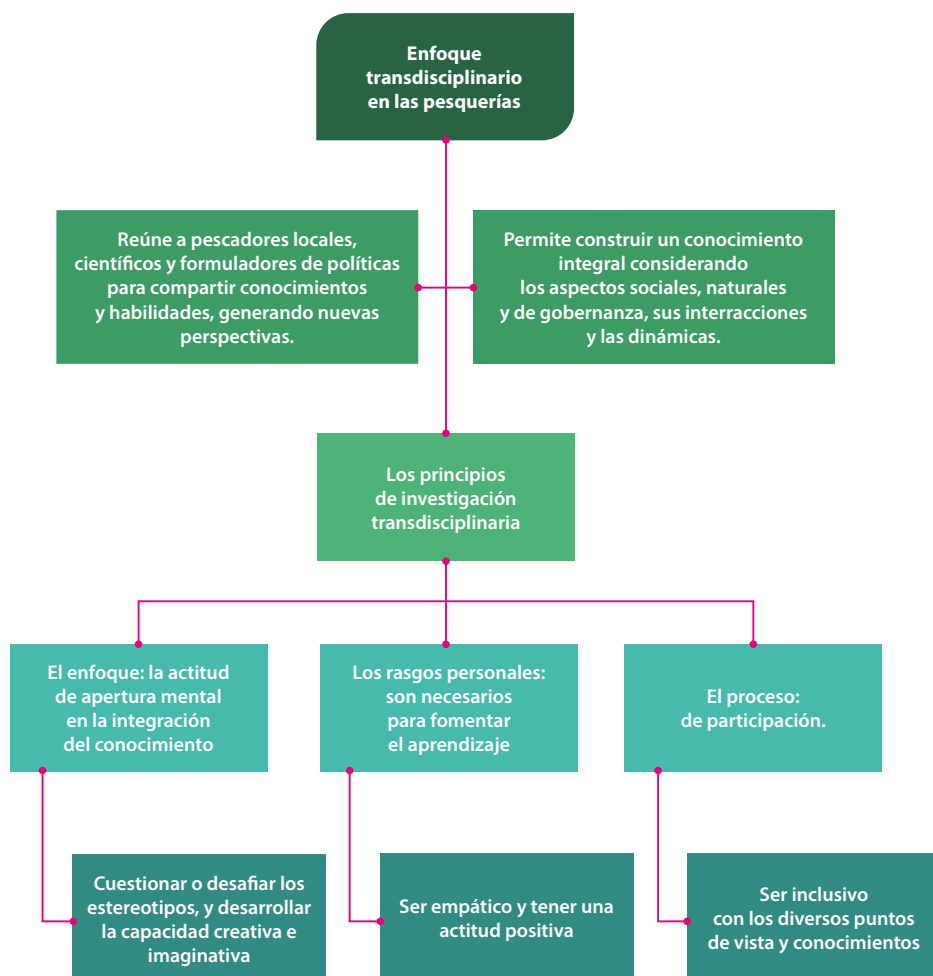 Enfoque
transdisciplinario
en las pesquerías
Reúne a pescadores locales,
científicos y formuladores de políticas
para compartir conocimientos
y habilidades, generando nuevas
perspectivas.
Permite construir un conocimiento
integral considerando
los aspectos sociales, naturales
y de gobernanza, sus interracciones
y las dinámicas.
Los principios
de investigación
transdisciplinaria
El enfoque: la actitud
de apertura mental
en la integración
del conocimiento
Los rasgos personales:
son necesarios
para fomentar
el aprendizaje
El proceso:
de participación.
Cuestionar o desafiar los
estereotipos, y desarrollar
la capacidad creativa e
imaginativa
Ser empático y tener una
actitud positiva
Ser inclusivo
con los diversos puntos
de vista y conocimientos